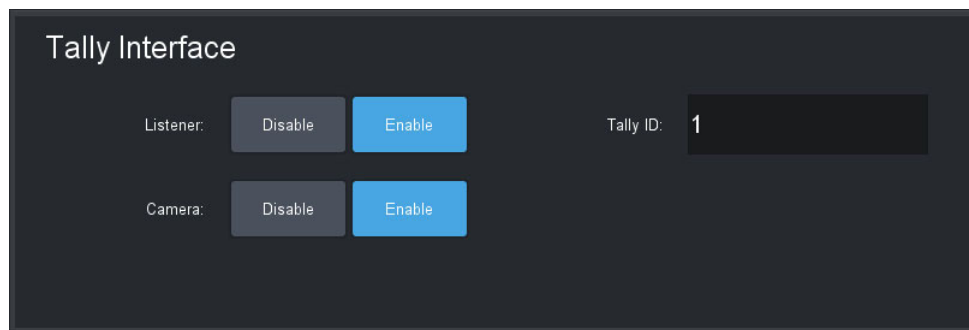 Tally Interface
Listener: Disable Enable Tally ID: 1
Camera: Disable Enable